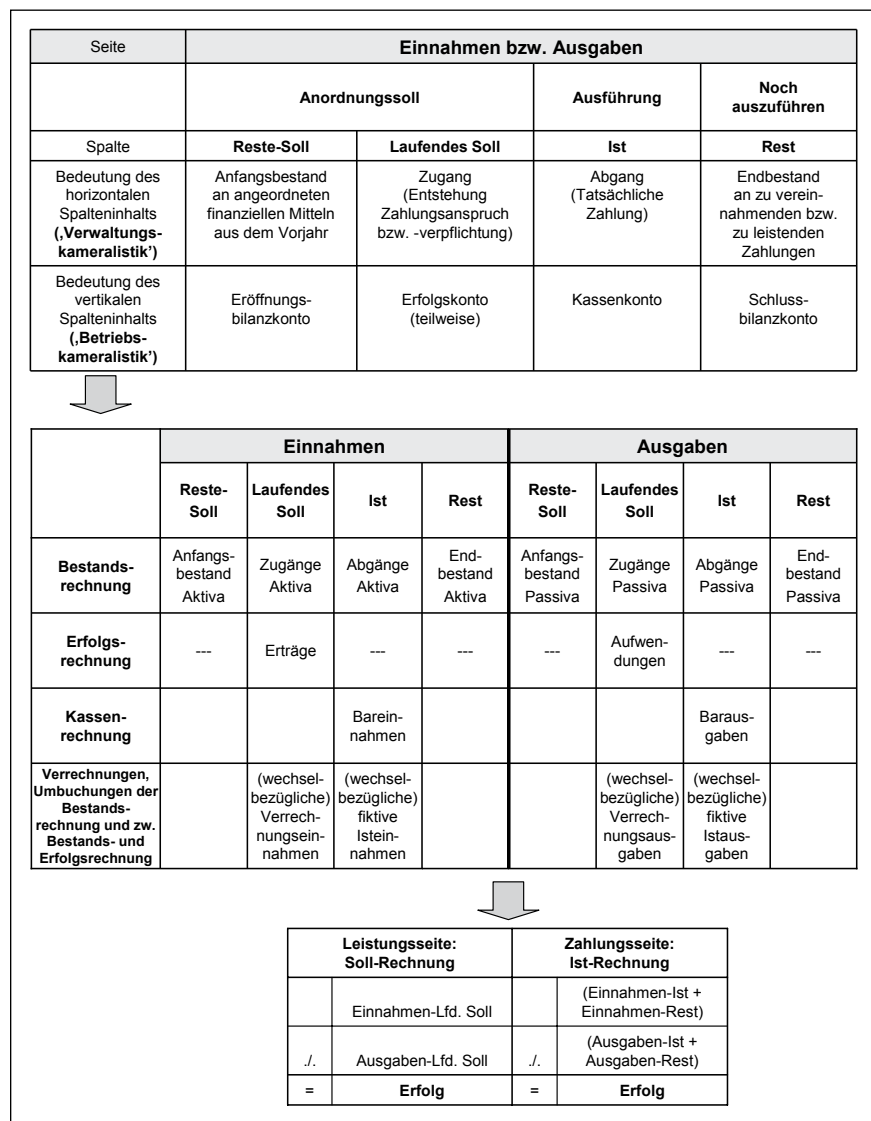 Seite
Einnahmen bzw. Ausgaben
Anordnungssoll
Ausführung
Noch
auszuführen
Spalte
Reste-Soll
Laufendes Soll
Ist
Rest
Bedeutung des
horizontalen
Spalteninhalts
(‚Verwaltungs-
kameralistik’)
Anfangsbestand
an angeordneten
finanziellen Mitteln
aus dem Vorjahr
Zugang
(Entstehung
Zahlungsanspruch
bzw. -verpflichtung)
Abgang
(Tatsächliche
Zahlung)
Endbestand
an zu verein-
nahmenden bzw.
zu leistenden
Zahlungen
Bedeutung des
vertikalen
Spalteninhalts
(‚Betriebs-
kameralistik’)
Eröffnungs-
bilanzkonto
Erfolgskonto
(teilweise)
Kassenkonto
Schluss-
bilanzkonto
Einnahmen
Ausgaben
Reste-
Soll
Laufendes
Soll
Ist
Rest
Reste-
Soll
Laufendes
Soll
Ist
Rest
Bestands-
rechnung
Anfangs-
bestand
Aktiva
Zugänge
Aktiva
Abgänge
Aktiva
End-
bestand
Aktiva
Anfangs-
bestand
Passiva
Zugänge
Passiva
Abgänge
Passiva
End-
bestand
Passiva
Erfolgs-
rechnung
---
Erträge
---
---
---
Aufwen-
dungen
---
---
Kassen-
rechnung
Barein-
nahmen
Baraus-
gaben
Verrechnungen,
Umbuchungen der
Bestands-
rechnung und zw.
Bestands- und
Erfolgsrechnung
(wechsel-
bezügliche)
Verrech-
nungsein-
nahmen
(wechsel-
bezügliche)
fiktive
Istein-
nahmen
(wechsel-
bezügliche)
Verrech-
nungsaus-
gaben
(wechsel-
bezügliche)
fiktive
Istaus-
gaben
Leistungsseite:
Soll-Rechnung
Zahlungsseite:
Ist-Rechnung
Einnahmen-Lfd. Soll
(Einnahmen-Ist +
Einnahmen-Rest)
./.
Ausgaben-Lfd. Soll
./.
(Ausgaben-Ist +
Ausgaben-Rest)
=
Erfolg
=
Erfolg